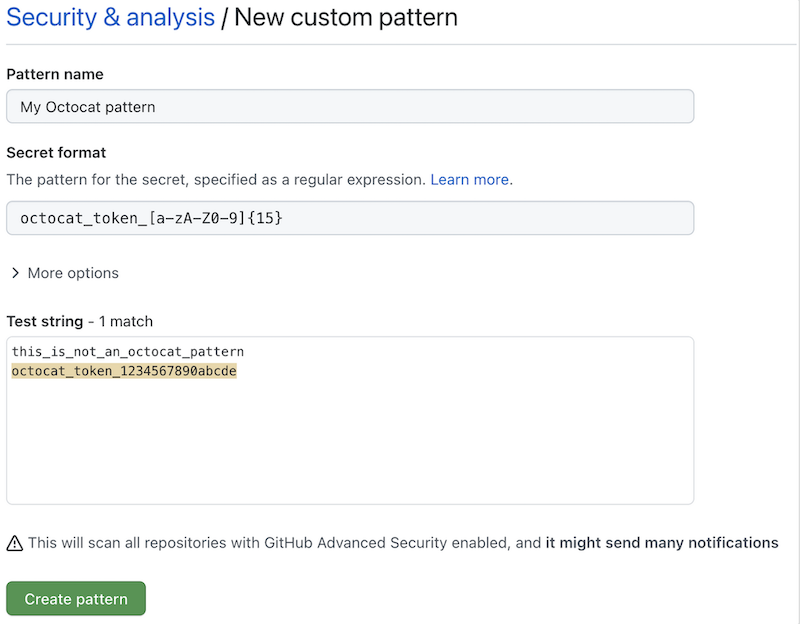 Security & analysis / New custom pattern
Pattern name
My Octocat pattern
Secret format
The pattern for the secret, specified as a regular expression. Learn more.
octocat_token_[a-zA-Z0-9]{15}
More options
Test string - 1 match
this_is_not_an_octocat_pattern
octocat_token_1234567890abcde
This will scan all repositories with GitHub Advanced Security enabled, and it might send many notifications
Create pattern